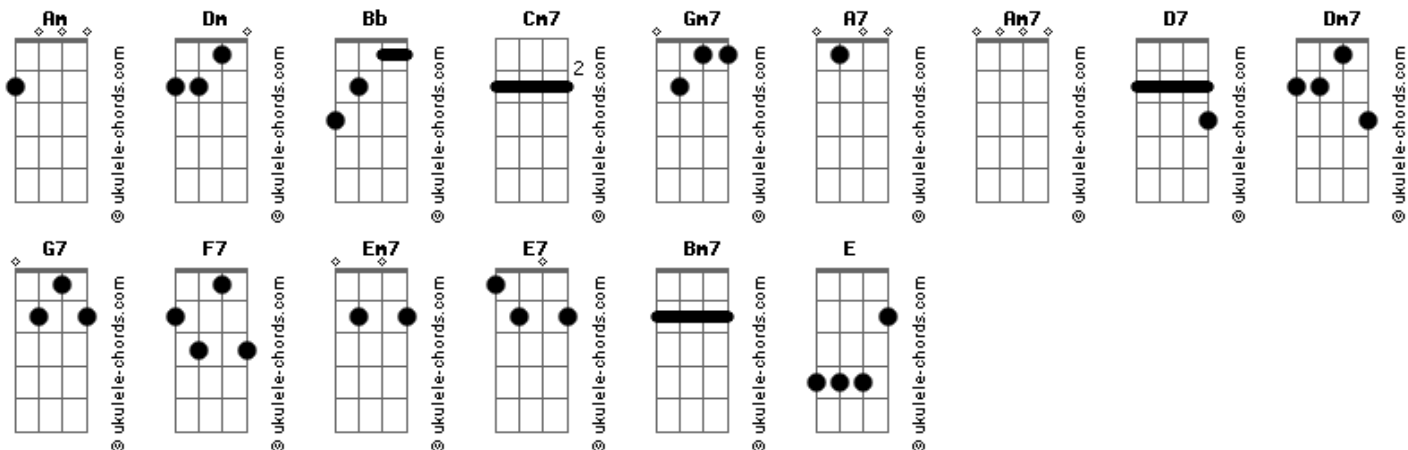 Am Dm Bb Cm7 Gm7 A7 Am7 D7 Dm7
2
© ukulele-chords.com © ukulele-chords.com © ukulele-chords.com © ukulele-chords.com © ukulele-chords.com © ukulele-chords.com © ukulele-chords.com © ukulele-chords.com © ukulele-chords.com
G7 F7 Em7 E7 Bm7 E
© ukulele-chords.com © ukulele-chords.com © ukulele-chords.com © ukulele-chords.com © ukulele-chords.com © ukulele-chords.com